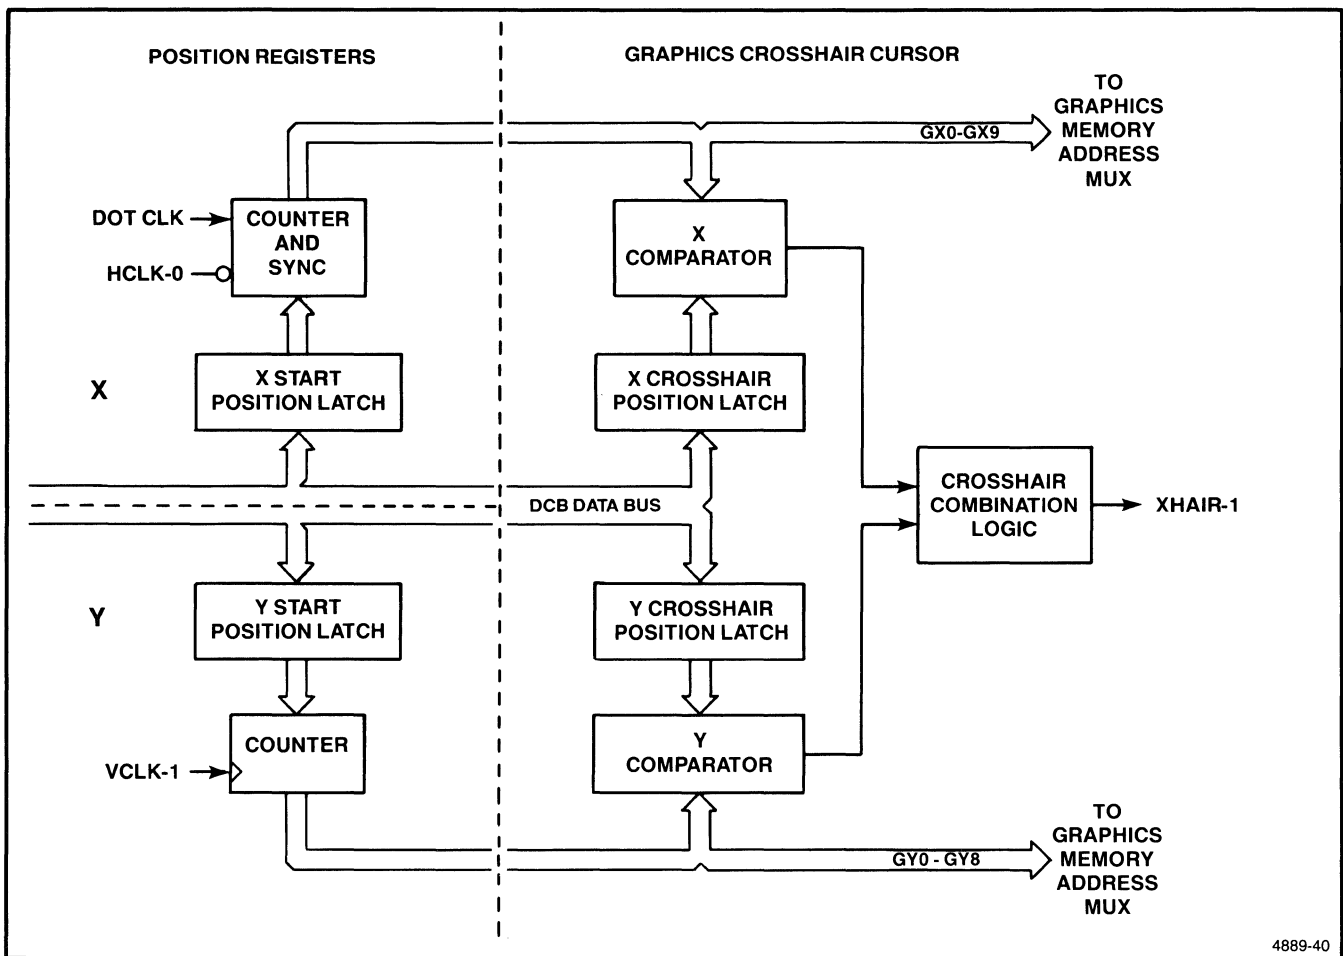 POSITION REGISTERS
GRAPHICS CROSSHAIR CURSOR
TO
GRAPHICS
MEMORY
ADDRESS
MUX
GX0-GX9
DOT CLK
HCLK-0
COUNTER
AND
SYNC
X
COMPARATOR
X
X START
POSITION LATCH
X CROSSHAIR
POSITION LATCH
DCB DATA BUS
CROSSHAIR
COMBINATION
LOGIC
XHAIR-1
Y
Y START
POSITION LATCH
Y CROSSHAIR
POSITION LATCH
VCLK-1
COUNTER
Y
COMPARATOR
GY0 - GY8
TO
GRAPHICS
MEMORY
ADDRESS
MUX
4889-40